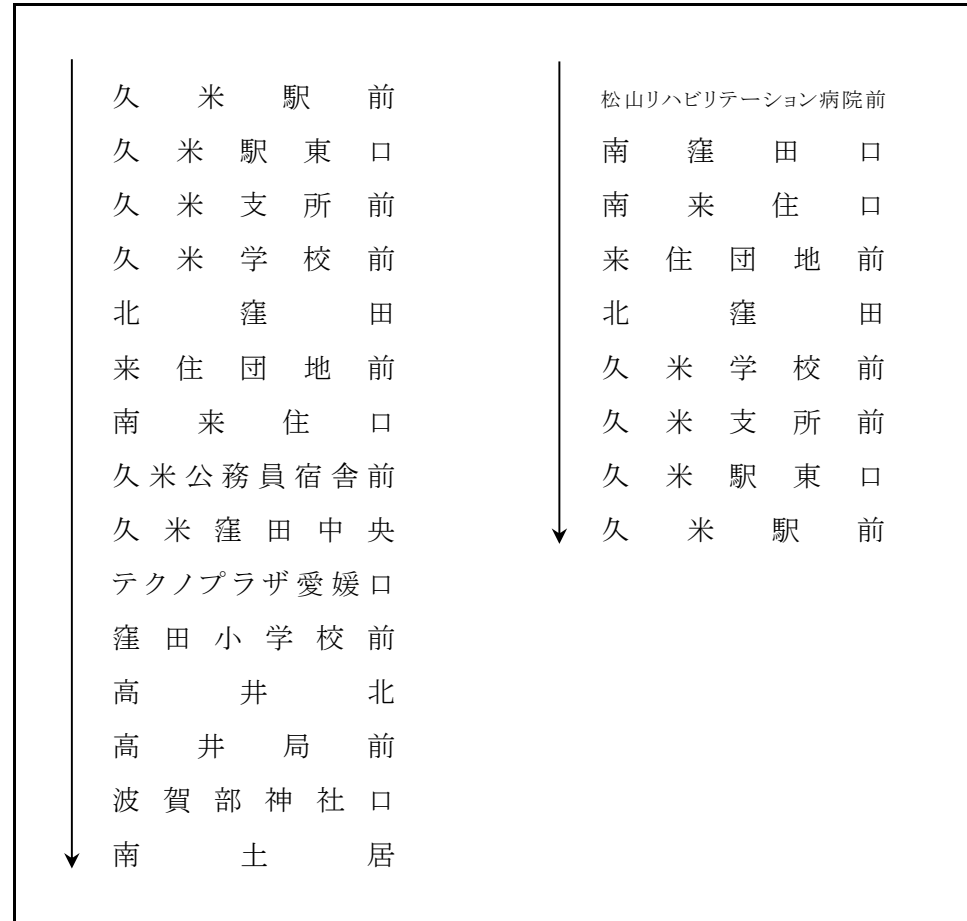 久米駅前
久米駅東口
久米支所前
久米学校前
北窪田
来住団地前
南来住口
久米公務員宿舎前
久米窪田中央
テクノプラザ愛媛口
窪田小学校前
高井北
高井局前
波賀部神社口
南土居
松山リハビリテーション病院前
南窪田口
南来住口
来住団地前
北窪田
久米学校前
久米支所前
久米駅東口
久米駅前